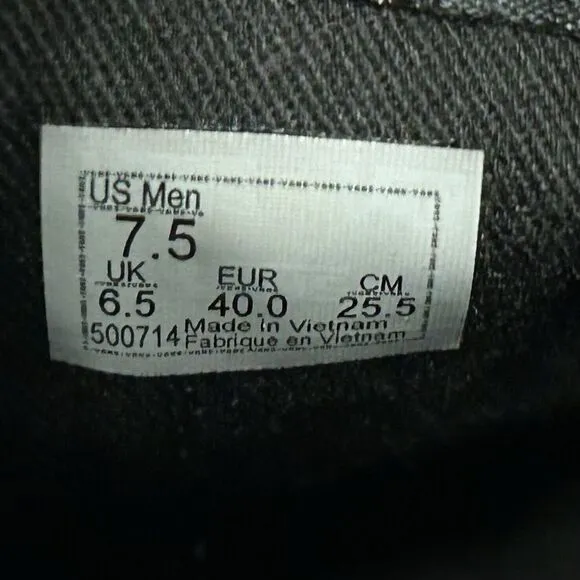 US Men
7.5
UK EUR CM
6.5 40.0 25.5
500714 Made in Vietnam
Fabrique en Vietnam